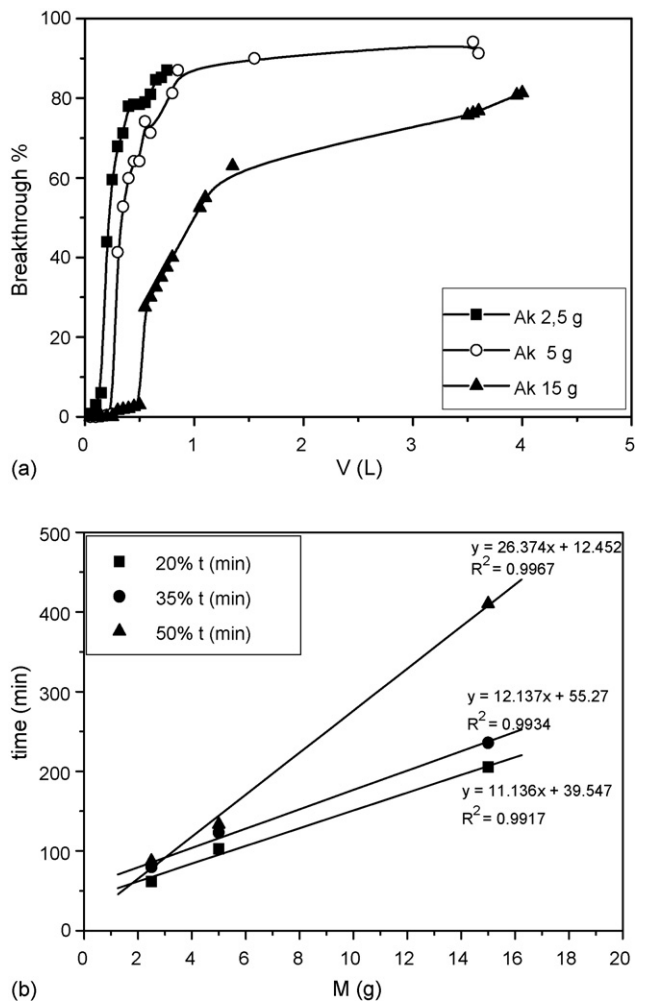 100
80
60
40
20
0
Breakthrough %
Ak 2,5 g
Ak 5 g
Ak 15 g
0 1 2 3 4 5
V (L)
(a)
500
400
300
200
100
0
time (min)
20% t (min)
35% t (min)
50% t (min)
y = 26.374x + 12.452
R² = 0.9967
y = 12.137x + 55.27
R² = 0.9934
y = 11.136x + 39.547
R² = 0.9917
0 2 4 6 8 10 12 14 16 18 20
M (g)
(b)